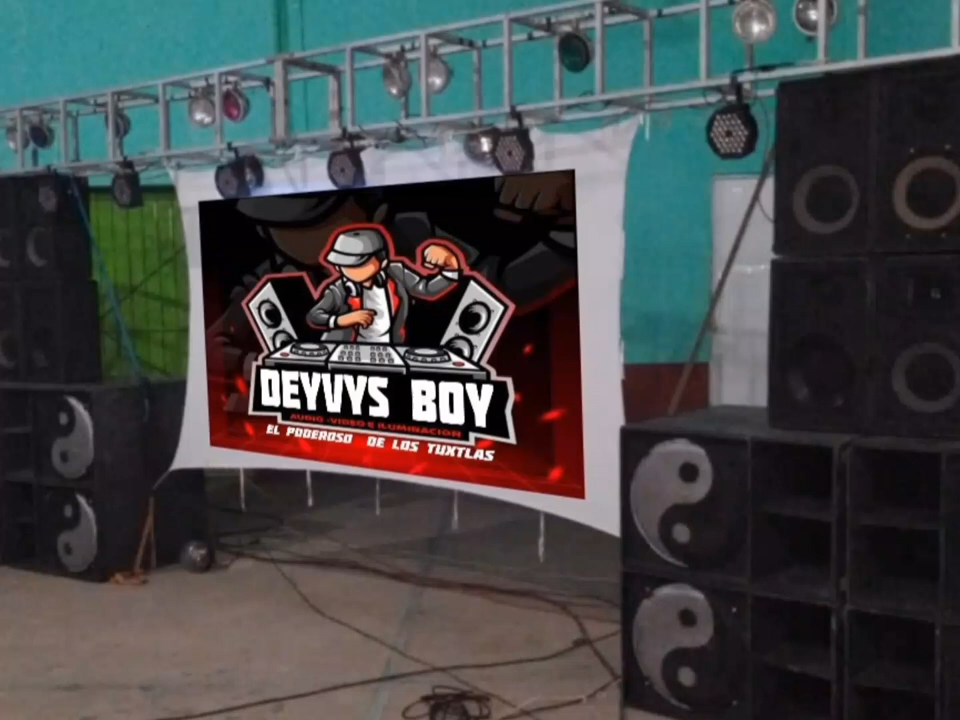 DEYVYS BOY
AUDIO -VIDEO E ILUMINACION
EL PODEROSO DE LOS TUXTLAS